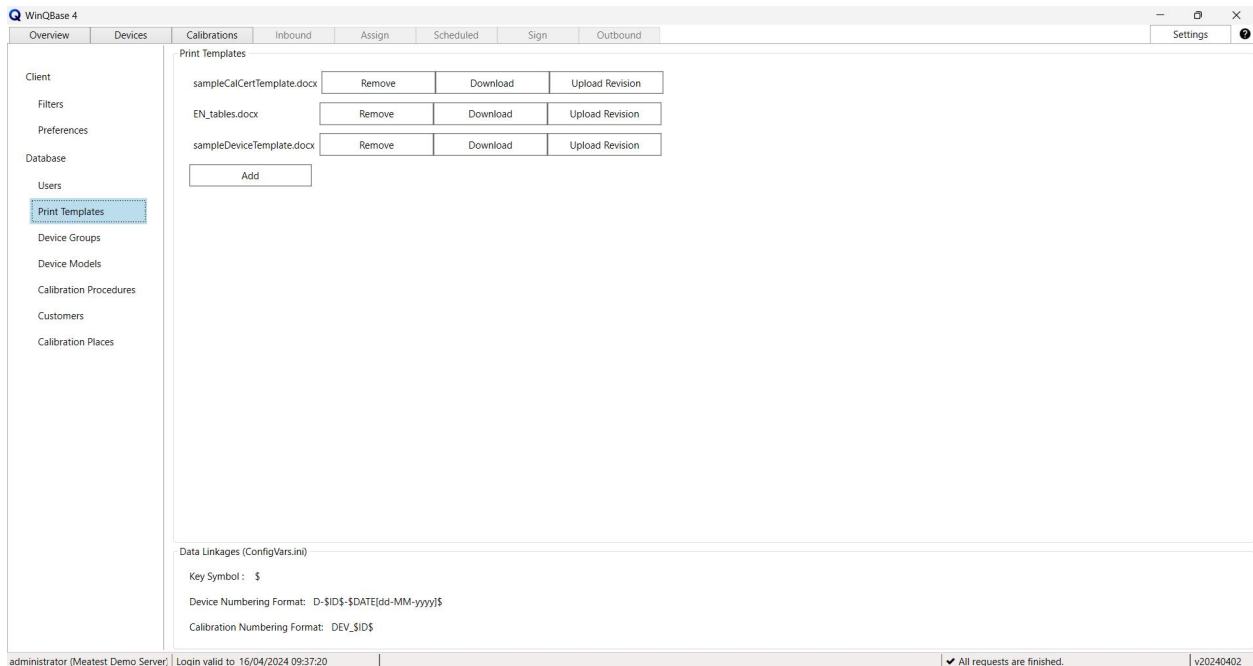 WinQBase 4
Overview Devices Calibrations Inbound Assign Scheduled Sign Outbound Settings ?
Client
Filters
Preferences
Database
Users
Print Templates
Device Groups
Device Models
Calibration Procedures
Customers
Calibration Places
Print Templates
sampleCalCertTemplate.docx Remove Download Upload Revision
EN_tables.docx Remove Download Upload Revision
sampleDeviceTemplate.docx Remove Download Upload Revision
Add
Data Linkages (ConfigVars.ini)
Key Symbol : $
Device Numbering Format: D-$ID$-$DATE[dd-MM-yyyy]$
Calibration Numbering Format: DEV_$ID$
administrator (Meatest Demo Server) Login valid to 16/04/2024 09:37:20 ✔ All requests are finished. v20240402